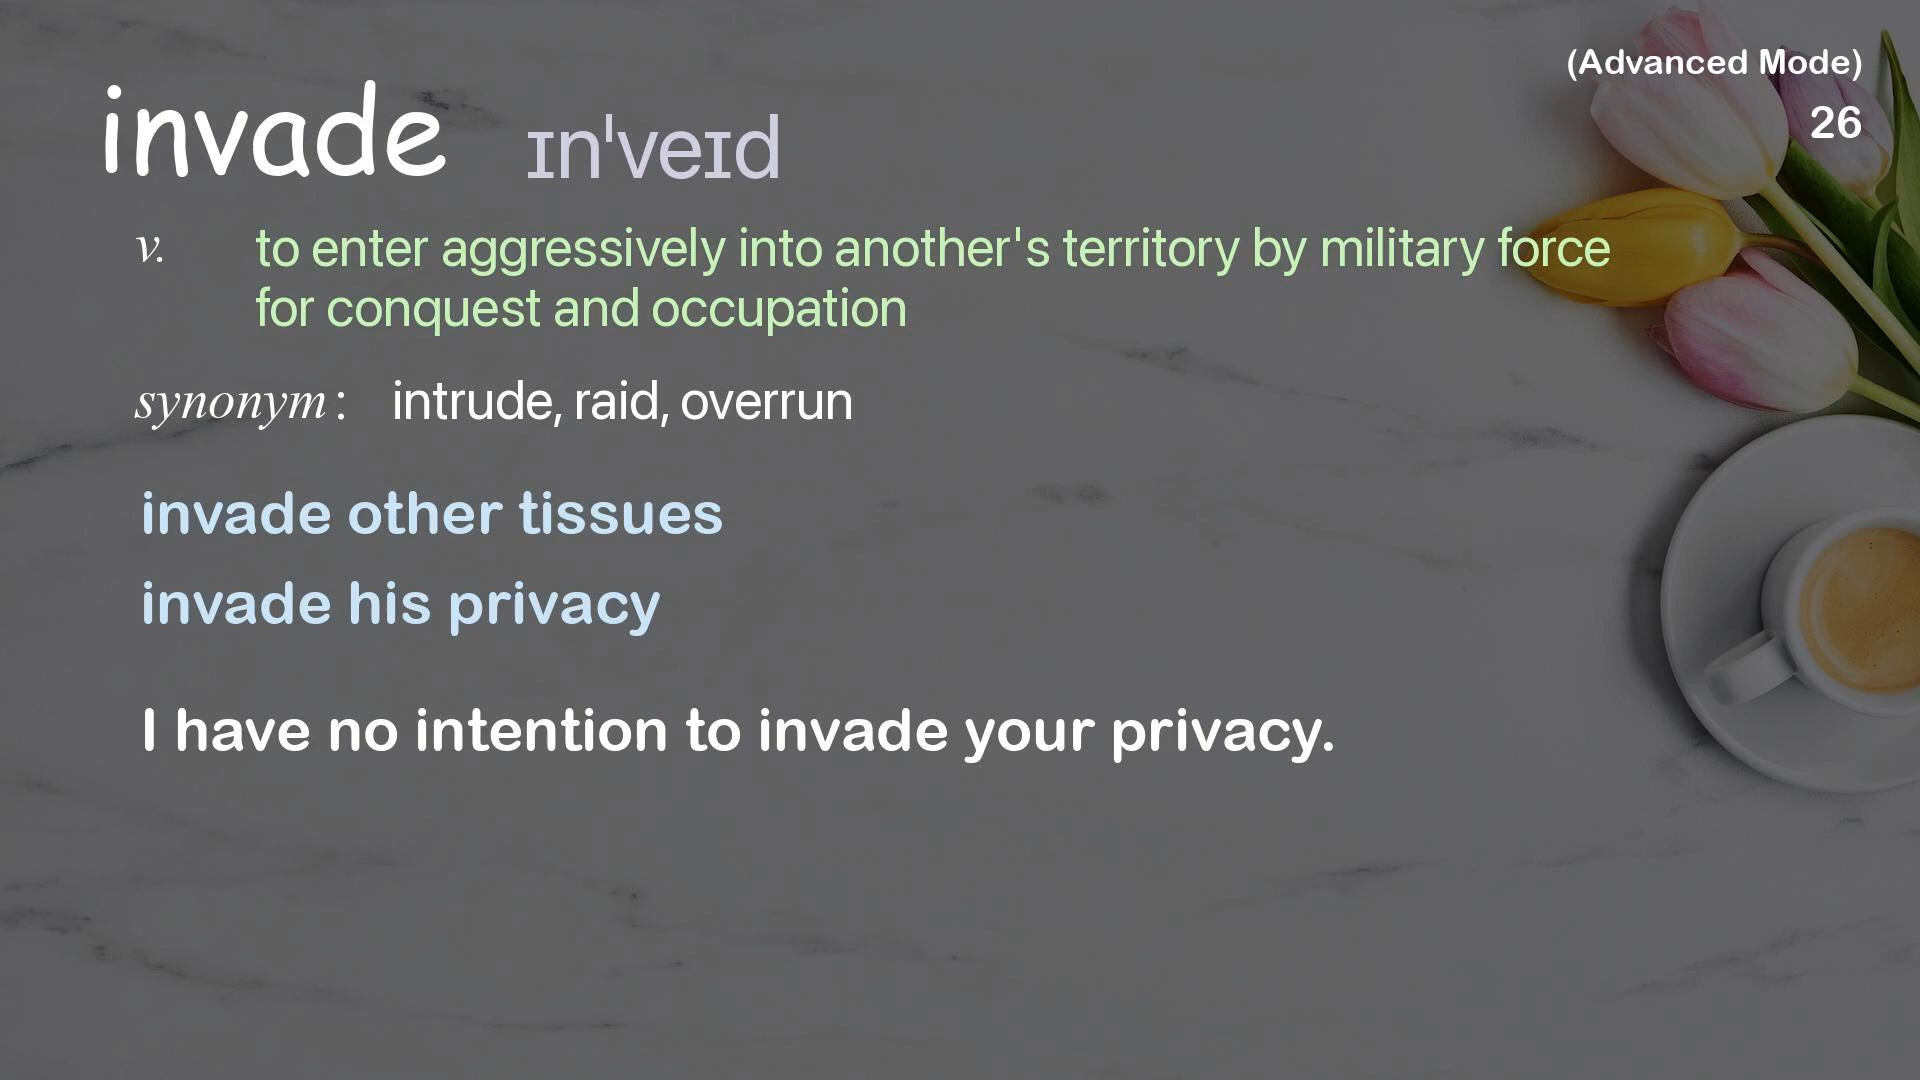 (Advanced Mode)
26
invade ɪnˈveɪd
v. to enter aggressively into another's territory by military force
for conquest and occupation
synonym: intrude, raid, overrun
invade other tissues
invade his privacy
I have no intention to invade your privacy.